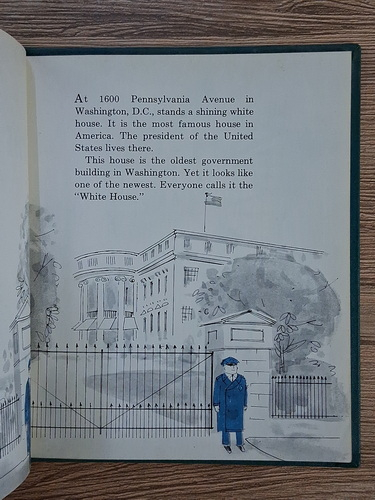 At 1600 Pennsylvania Avenue in
Washington, D.C., stands a shining white
house. It is the most famous house in
America. The president of the United
States lives there.
This house is the oldest government
building in Washington. Yet it looks like
one of the newest. Everyone calls it the
"White House."